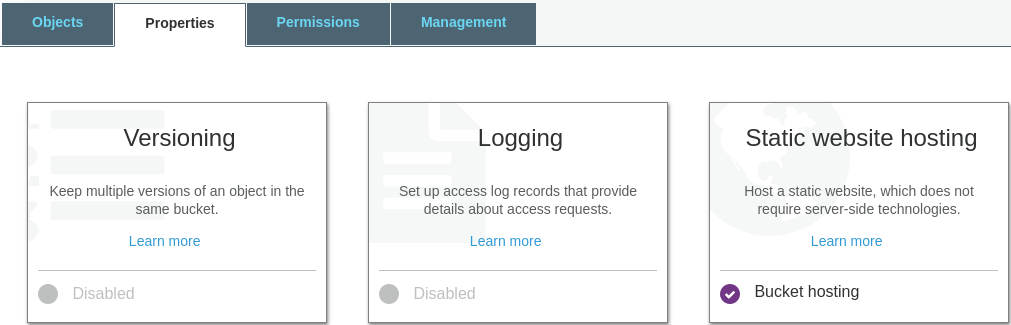 Objects
Properties
Permissions
Management
Versioning
Keep multiple versions of an object in the
same bucket.
Learn more
Disabled
Logging
Set up access log records that provide
details about access requests.
Learn more
Disabled
Static website hosting
Host a static website, which does not
require server-side technologies.
Learn more
Bucket hosting